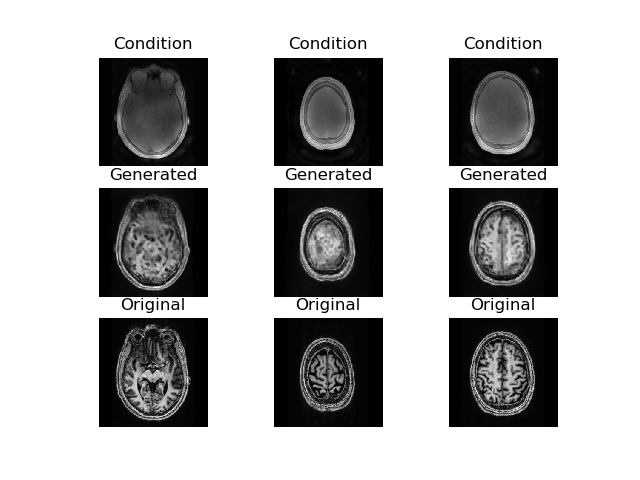 Condition Condition Condition
Generated Generated Generated
Original Original Original